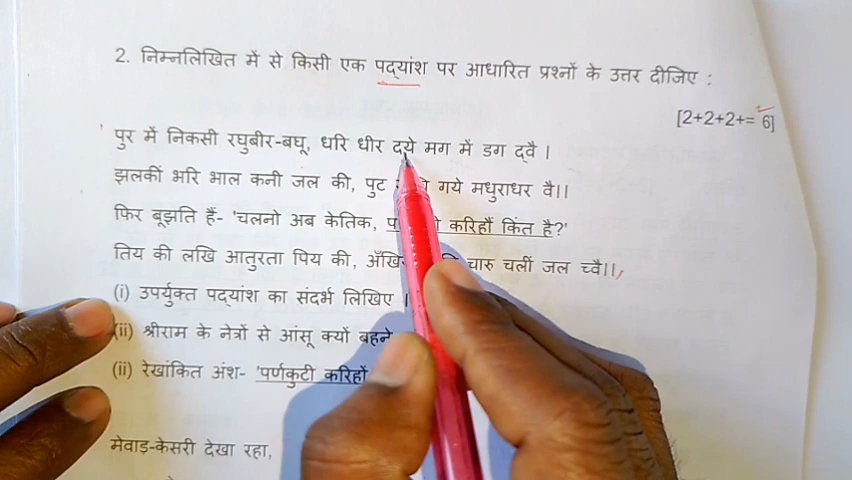 2. निम्नलिखित में से किसी एक पद्यांश पर आधारित प्रश्नों के उत्तर दीजिए :
[2+2+2+= 6]
पुर में निकसी रघुबीर-बघू, धरि धीर दये मग में डग द्वै ।
झलकीं भरि भाल कनी जल की, पुट गये मधुराधर वै।।
फिर बूझति हैं- 'चलनो अब केतिक, करिहौं किंत है?'
तिय की लखि आतुरता पिय की, चारु चलीं जल च्वै।।
(i) उपर्युक्त पद्यांश का संदर्भ लिखिए ।
(ii) श्रीराम के नेत्रों से आंसू क्यों बहने
(ii) रेखांकित अंश- 'पर्णकुटी करिहौं
मेवाड़-केसरी देखा रहा,